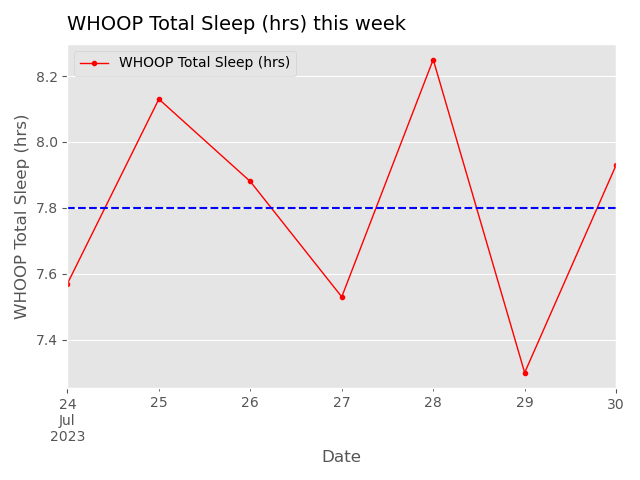 WHOOP Total Sleep (hrs) this week
WHOOP Total Sleep (hrs)
WHOOP Total Sleep (hrs)
8.2
8.0
7.8
7.6
7.4
24 25 26 27 28 29 30
Jul
2023
Date